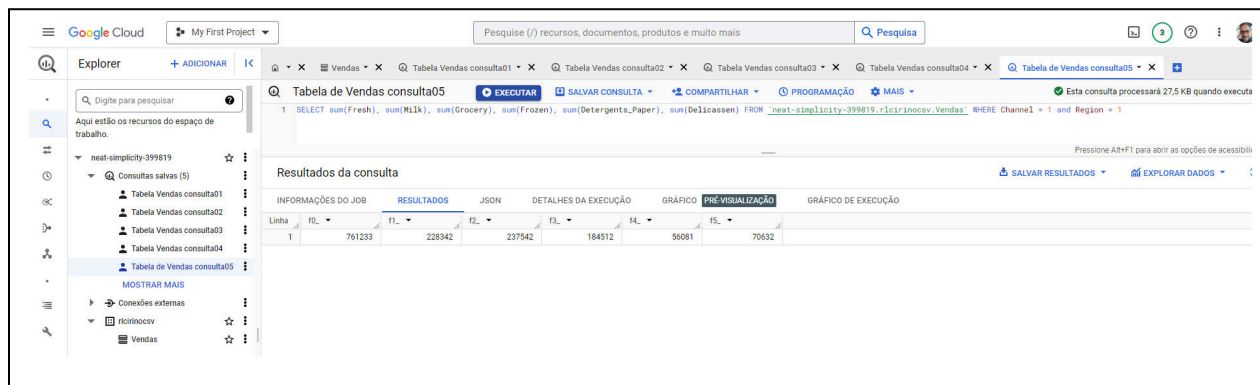 Google Cloud
My First Project
Pesquise (/) recursos, documentos, produtos e muito mais
Pesquisa
3
Explorer
+ ADICIONAR
Vendas
Tabela Vendas consulta01
Tabela Vendas consulta02
Tabela Vendas consulta03
Tabela Vendas consulta04
Tabela de Vendas consulta05
Digite para pesquisar
Aqui estão os recursos do espaço de
trabalho.
neat-simplicity-399819
Consultas salvas (5)
Tabela Vendas consulta01
Tabela Vendas consulta02
Tabela Vendas consulta03
Tabela Vendas consulta04
Tabela de Vendas consulta05
MOSTRAR MAIS
Conexões externas
rlcirinocsv
Vendas
Tabela de Vendas consulta05
EXECUTAR
SALVAR CONSULTA
COMPARTILHAR
PROGRAMAÇÃO
MAIS
Esta consulta processará 27,5 KB quando executa
1 SELECT sum(Fresh), sum(Milk), sum(Grocery), sum(Frozen), sum(Detergents_Paper), sum(Delicassen) FROM `neat-simplicity-399819.rlcirinocsv.Vendas` WHERE Channel = 1 and Region = 1
Pressione Alt+F1 para abrir as opções de acessibili
Resultados da consulta
SALVAR RESULTADOS
EXPLORAR DADOS
INFORMAÇÕES DO JOB
RESULTADOS
JSON
DETALHES DA EXECUÇÃO
GRÁFICO
PRÉ-VISUALIZAÇÃO
GRÁFICO DE EXECUÇÃO
Linha f0_ f1_ f2_ f3_ f4_ f5_
1 761233 228342 237542 184512 56081 70632